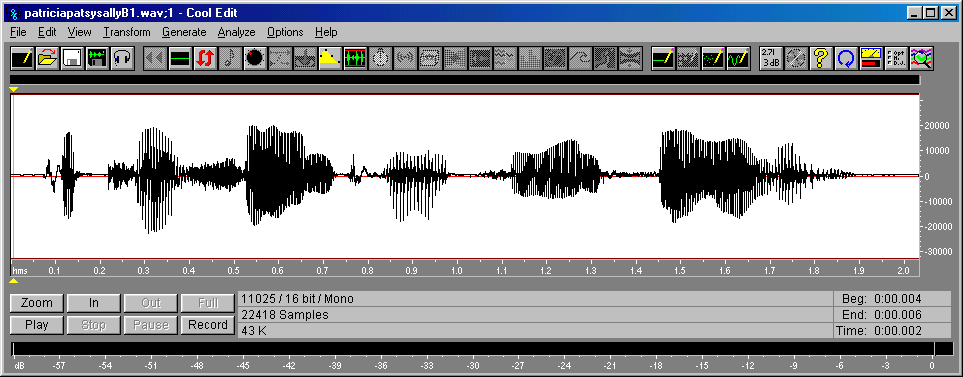 patriciapatsysallyB1.wav;1 - Cool Edit
File Edit View Transform Generate Analyze Options Help
2.71
3 dB
?
opt
20000
10000
0
-10000
-20000
-30000
hms 0.1 0.2 0.3 0.4 0.5 0.6 0.7 0.8 0.9 1.0 1.1 1.2 1.3 1.4 1.5 1.6 1.7 1.8 1.9 2.0
Zoom In Out Full
Play Stop Pause Record
11025 / 16 bit / Mono
22418 Samples
43 K
Beg: 0:00.004
End: 0:00.006
Time: 0:00.002
dB -57 -54 -51 -48 -45 -42 -39 -36 -33 -30 -27 -24 -21 -18 -15 -12 -9 -6 -3 0